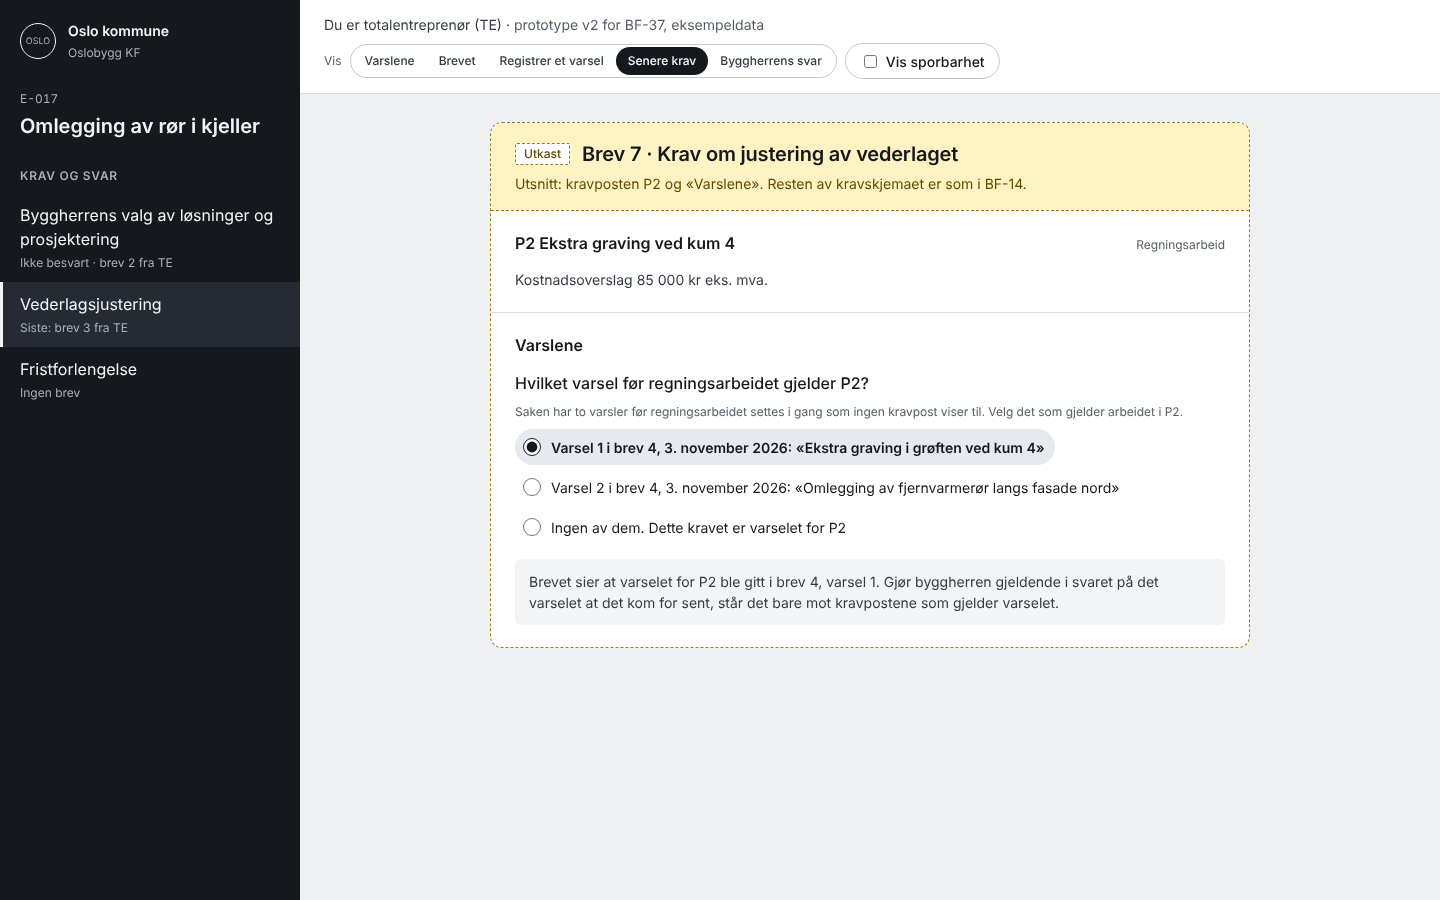 OSLO
Oslo kommune
Oslobygg KF
E-017
Omlegging av rør i kjeller
KRAV OG SVAR
Byggherrens valg av løsninger og
prosjektering
Ikke besvart · brev 2 fra TE
Vederlagsjustering
Siste: brev 3 fra TE
Fristforlengelse
Ingen brev
Du er totalentreprenør (TE) · prototype v2 for BF-37, eksempeldata
Vis Varslene Brevet Registrer et varsel Senere krav Byggherrens svar Vis sporbarhet
Utkast Brev 7 · Krav om justering av vederlaget
Utsnitt: kravposten P2 og «Varslene». Resten av kravskjemaet er som i BF-14.
P2 Ekstra graving ved kum 4 Regningsarbeid
Kostnadsoverslag 85 000 kr eks. mva.
Varslene
Hvilket varsel før regningsarbeidet gjelder P2?
Saken har to varsler før regningsarbeidet settes i gang som ingen kravpost viser til. Velg det som gjelder arbeidet i P2.
Varsel 1 i brev 4, 3. november 2026: «Ekstra graving i grøften ved kum 4»
Varsel 2 i brev 4, 3. november 2026: «Omlegging av fjernvarmerør langs fasade nord»
Ingen av dem. Dette kravet er varselet for P2
Brevet sier at varselet for P2 ble gitt i brev 4, varsel 1. Gjør byggherren gjeldende i svaret på det
varselet at det kom for sent, står det bare mot kravpostene som gjelder varselet.